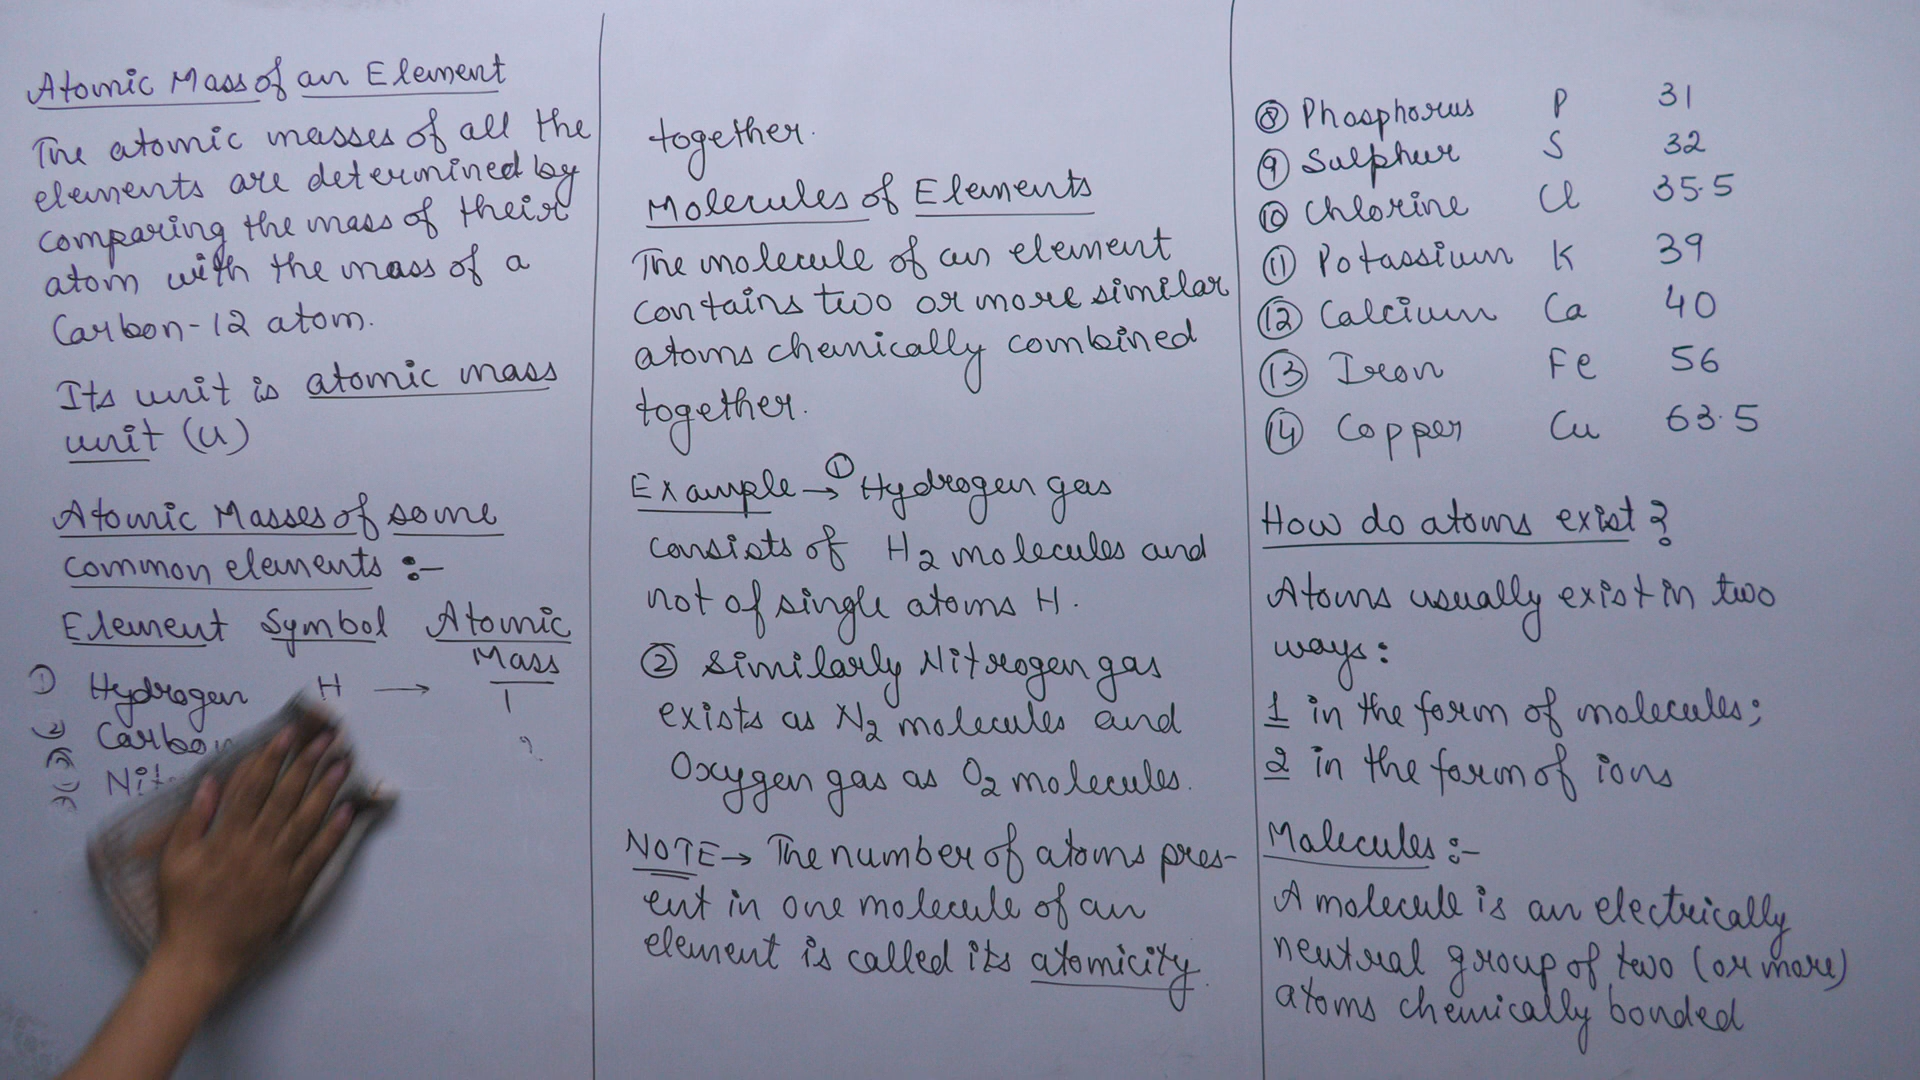 Atomic Mass of an Element
The atomic masses of all the
elements are determined by
comparing the mass of their
atom with the mass of a
Carbon-12 atom.
Its unit is atomic mass
unit (u)
Atomic Masses of some
common elements :-
Element Symbol Atomic
Mass
① Hydrogen H → 1
together.
Molecules of Elements
The molecule of an element
contains two or more similar
atoms chemically combined
together.
Example → ① Hydrogen gas
consists of H2 molecules and
not of single atoms H.
② Similarly Nitrogen gas
exists as N2 molecules and
Oxygen gas as O2 molecules.
NOTE → The number of atoms pres-
ent in one molecule of an
element is called its atomicity.
⑧ Phosphorus P 31
⑨ Sulphur S 32
⑩ Chlorine Cl 35.5
⑪ Potassium K 39
⑫ Calcium Ca 40
⑬ Iron Fe 56
⑭ Copper Cu 63.5
How do atoms exist?
Atoms usually exist in two
ways:
1 in the form of molecules;
2 in the form of ions
Molecules :-
A molecule is an electrically
neutral group of two (or more)
atoms chemically bonded